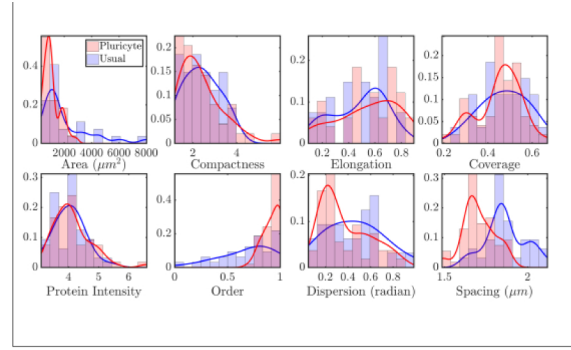 Pluricyte
Usual
0.4
0.2
0
2000 4000 6000 8000
Area (μm²)
0.2
0.15
0.1
0.05
0
2 4
Compactness
0.2
0.1
0
0.2 0.4 0.6 0.8
Elongation
0.2
0.15
0.1
0.05
0
0.2 0.4 0.6
Coverage
0.3
0.2
0.1
0
4 5 6
Protein Intensity
0.4
0.2
0
0 0.5 1
Order
0.2
0.1
0
0.2 0.4 0.6 0.8
Dispersion (radian)
0.3
0.2
0.1
0
1.5 2
Spacing (μm)